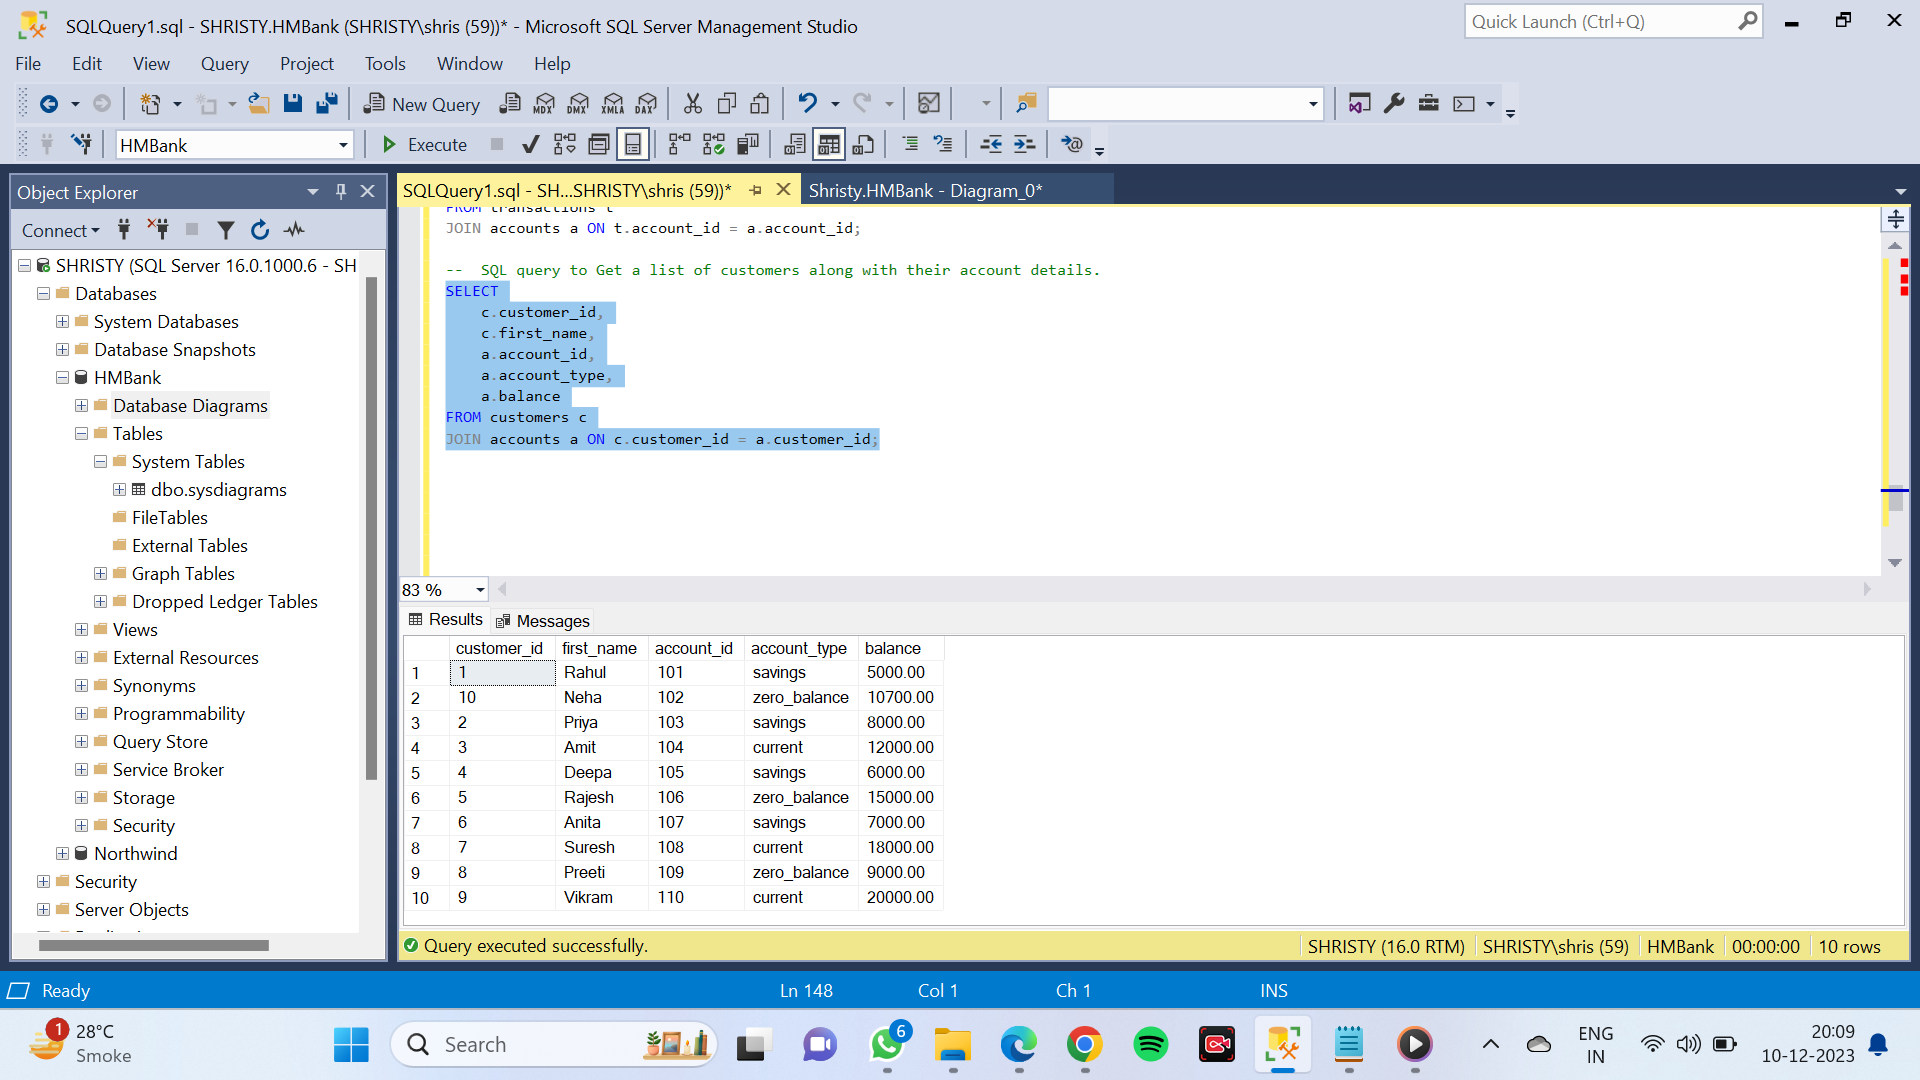 SQLQuery1.sql - SHRISTY.HMBank (SHRISTY\shris (59))* - Microsoft SQL Server Management Studio
Quick Launch (Ctrl+Q)
File Edit View Query Project Tools Window Help
New Query MDX DMX XMLA DAX
HMBank Execute
Object Explorer
SQLQuery1.sql - SH...SHRISTY\shris (59))* Shristy.HMBank - Diagram_0*
Connect
SHRISTY (SQL Server 16.0.1000.6 - SH
Databases
System Databases
Database Snapshots
HMBank
Database Diagrams
Tables
System Tables
dbo.sysdiagrams
FileTables
External Tables
Graph Tables
Dropped Ledger Tables
Views
External Resources
Synonyms
Programmability
Query Store
Service Broker
Storage
Security
Northwind
Security
Server Objects
FROM transactions t
JOIN accounts a ON t.account_id = a.account_id;
-- SQL query to Get a list of customers along with their account details.
SELECT
c.customer_id,
c.first_name,
a.account_id,
a.account_type,
a.balance
FROM customers c
JOIN accounts a ON c.customer_id = a.customer_id;
83 %
Results Messages
customer_id first_name account_id account_type balance
1 1 Rahul 101 savings 5000.00
2 10 Neha 102 zero_balance 10700.00
3 2 Priya 103 savings 8000.00
4 3 Amit 104 current 12000.00
5 4 Deepa 105 savings 6000.00
6 5 Rajesh 106 zero_balance 15000.00
7 6 Anita 107 savings 7000.00
8 7 Suresh 108 current 18000.00
9 8 Preeti 109 zero_balance 9000.00
10 9 Vikram 110 current 20000.00
Query executed successfully. SHRISTY (16.0 RTM) SHRISTY\shris (59) HMBank 00:00:00 10 rows
Ready Ln 148 Col 1 Ch 1 INS
1
28°C
Smoke
Search
6
ENG
IN
20:09
10-12-2023